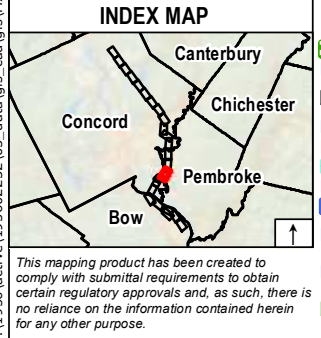 INDEX MAP
Canterbury
Chichester
Concord
Pembroke
Bow
This mapping product has been created to
comply with submittal requirements to obtain
certain regulatory approvals and, as such, there is
no reliance on the information contained herein
for any other purpose.